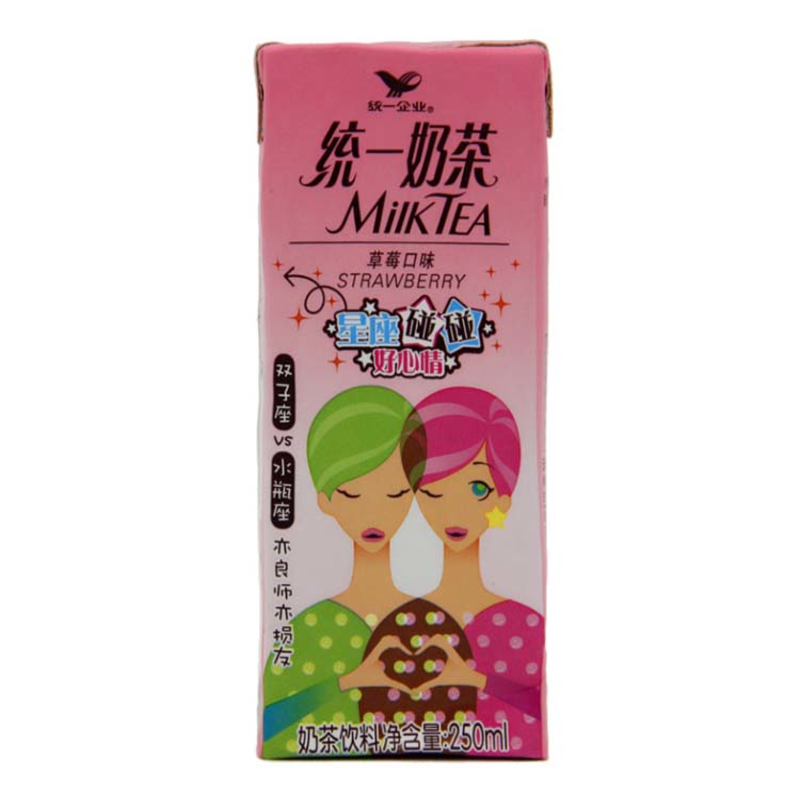 统一企业®
统一奶茶
MilkTEA
草莓口味
STRAWBERRY
星座碰碰
好心情
双子座
vs
水瓶座
亦良师亦损友
奶茶饮料净含量:250ml